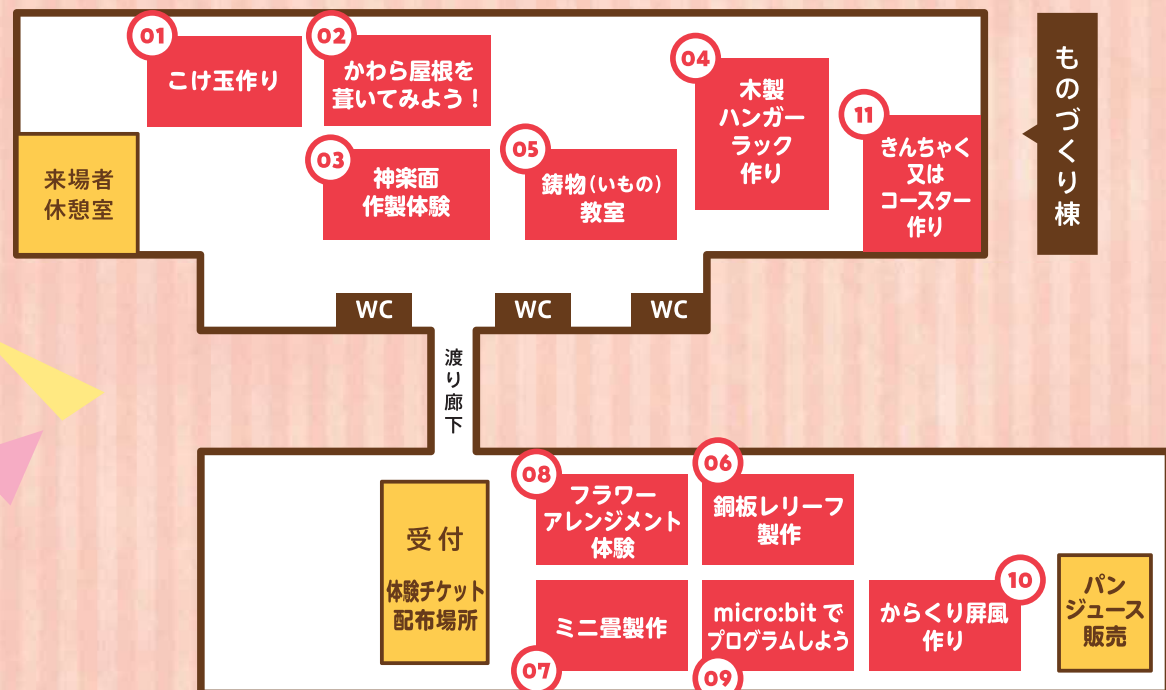 01
こけ玉作り
02
かわら屋根を
葺いてみよう！
04
木製
ハンガー
ラック
作り
11
きんちゃく
又は
コースター
作り
ものづくり棟
来場者
休憩室
03
神楽面
作製体験
05
鋳物（いもの）
教室
WC
WC
WC
渡り廊下
受付
体験チケット
配布場所
08
フラワー
アレンジメント
体験
06
銅板レリーフ
製作
07
ミニ畳製作
09
micro:bit で
プログラムしよう
10
からくり屏風
作り
パン
ジュース
販売